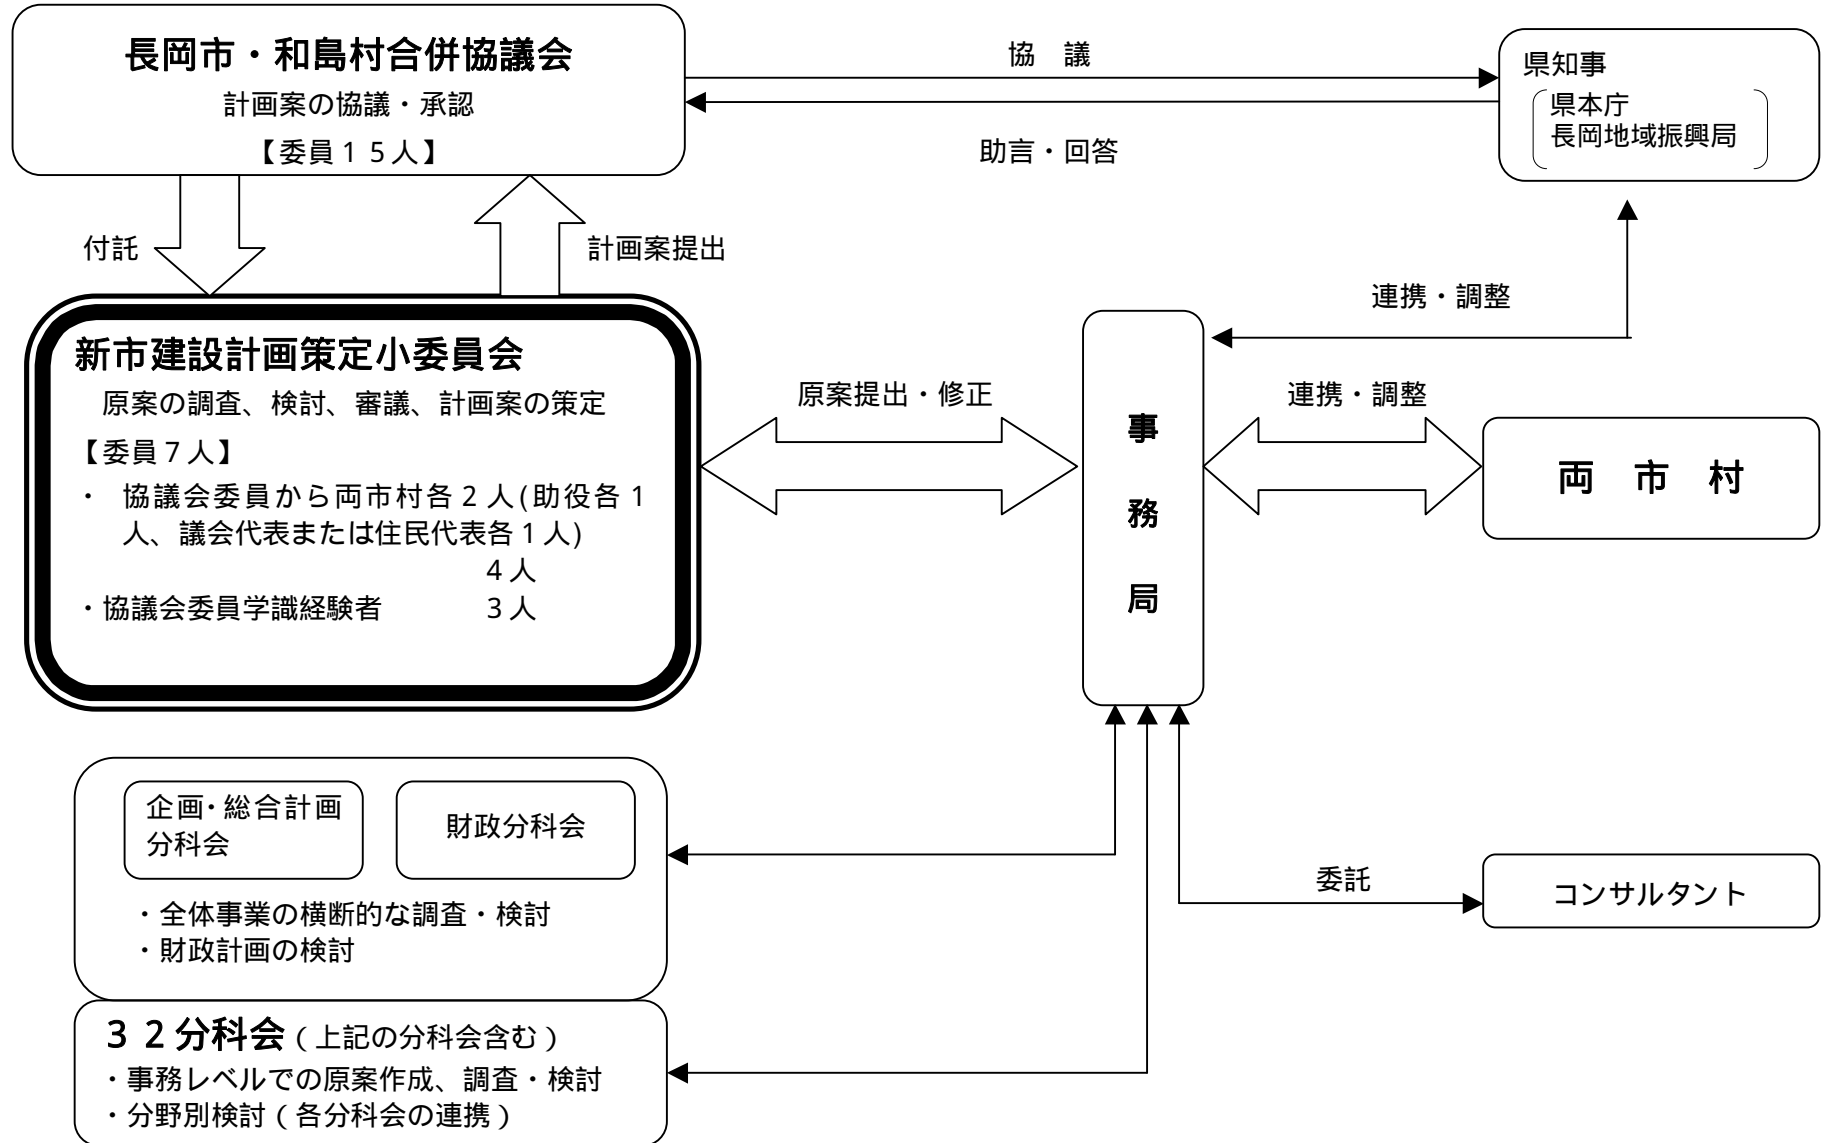 長岡市・和島村合併協議会
計画案の協議・承認
【委員１５人】
協　議
助言・回答
県知事
県本庁
長岡地域振興局
付託
計画案提出
連携・調整
新市建設計画策定小委員会
原案の調査、検討、審議、計画案の策定
【委員７人】
・　協議会委員から両市村各２人(助役各１
人、議会代表または住民代表各１人)
４人
・協議会委員学識経験者　　　３人
原案提出・修正
事
務
局
連携・調整
両　市　村
企画・総合計画
分科会
財政分科会
・全体事業の横断的な調査・検討
・財政計画の検討
委託
コンサルタント
３２分科会（上記の分科会含む）
・事務レベルでの原案作成、調査・検討
・分野別検討（各分科会の連携）